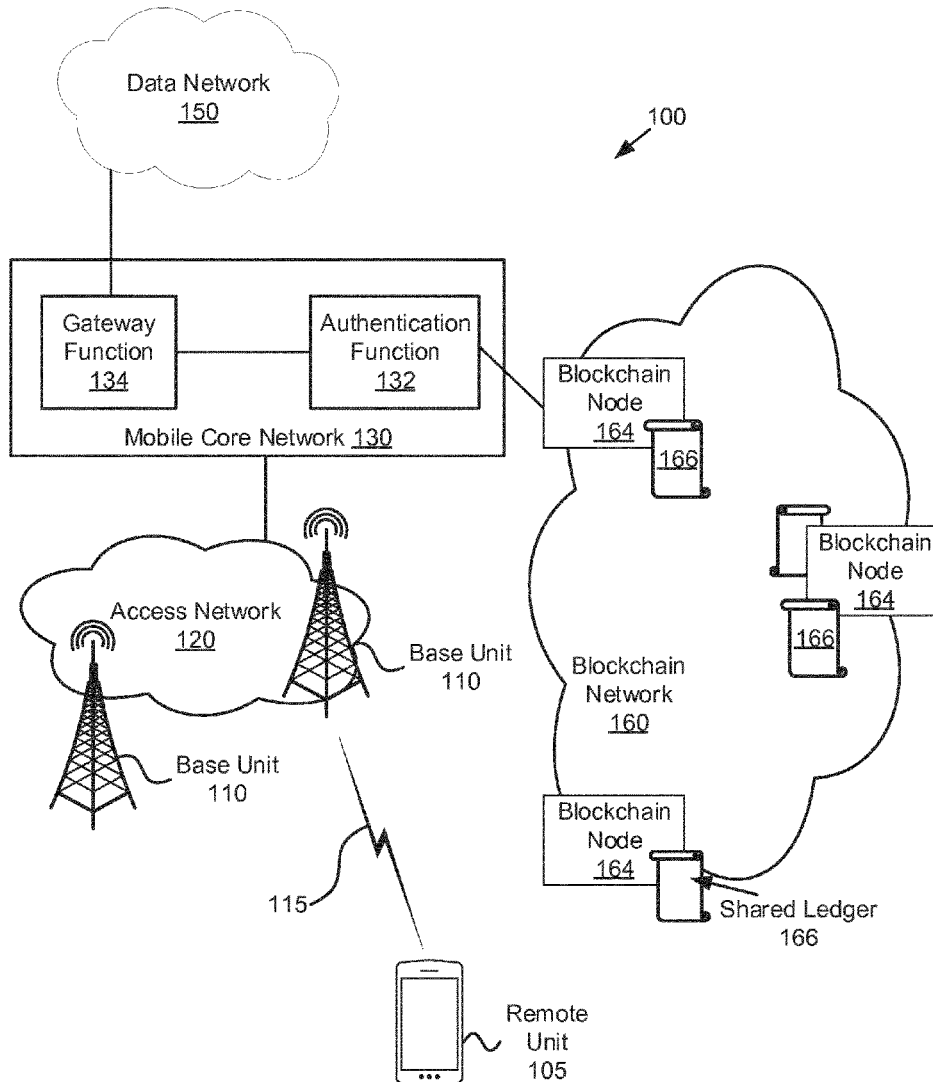 Data Network
150
100
Gateway
Function
134
Authentication
Function
132
Mobile Core Network 130
Blockchain
Node
164
166
Blockchain
Node
164
166
Access Network
120
Base Unit
110
Base Unit
110
Blockchain
Network
160
Blockchain
Node
164
Shared Ledger
166
115
Remote
Unit
105